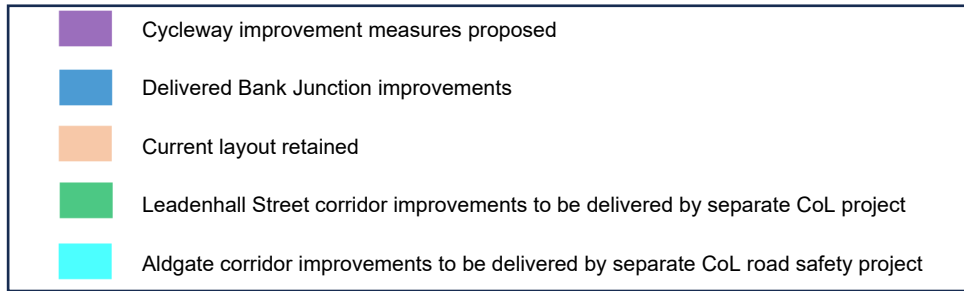 Cycleway improvement measures proposed
Delivered Bank Junction improvements
Current layout retained
Leadenhall Street corridor improvements to be delivered by separate CoL project
Aldgate corridor improvements to be delivered by separate CoL road safety project